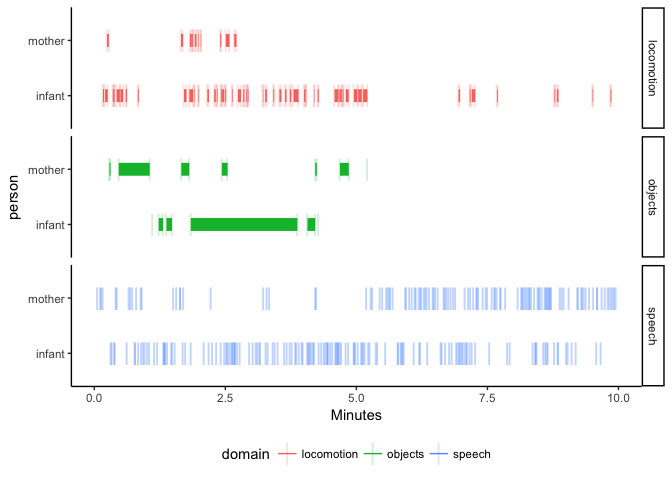 mother
infant
locomotion
mother
infant
objects
mother
infant
speech
person
0.0 2.5 5.0 7.5 10.0
Minutes
domain locomotion objects speech